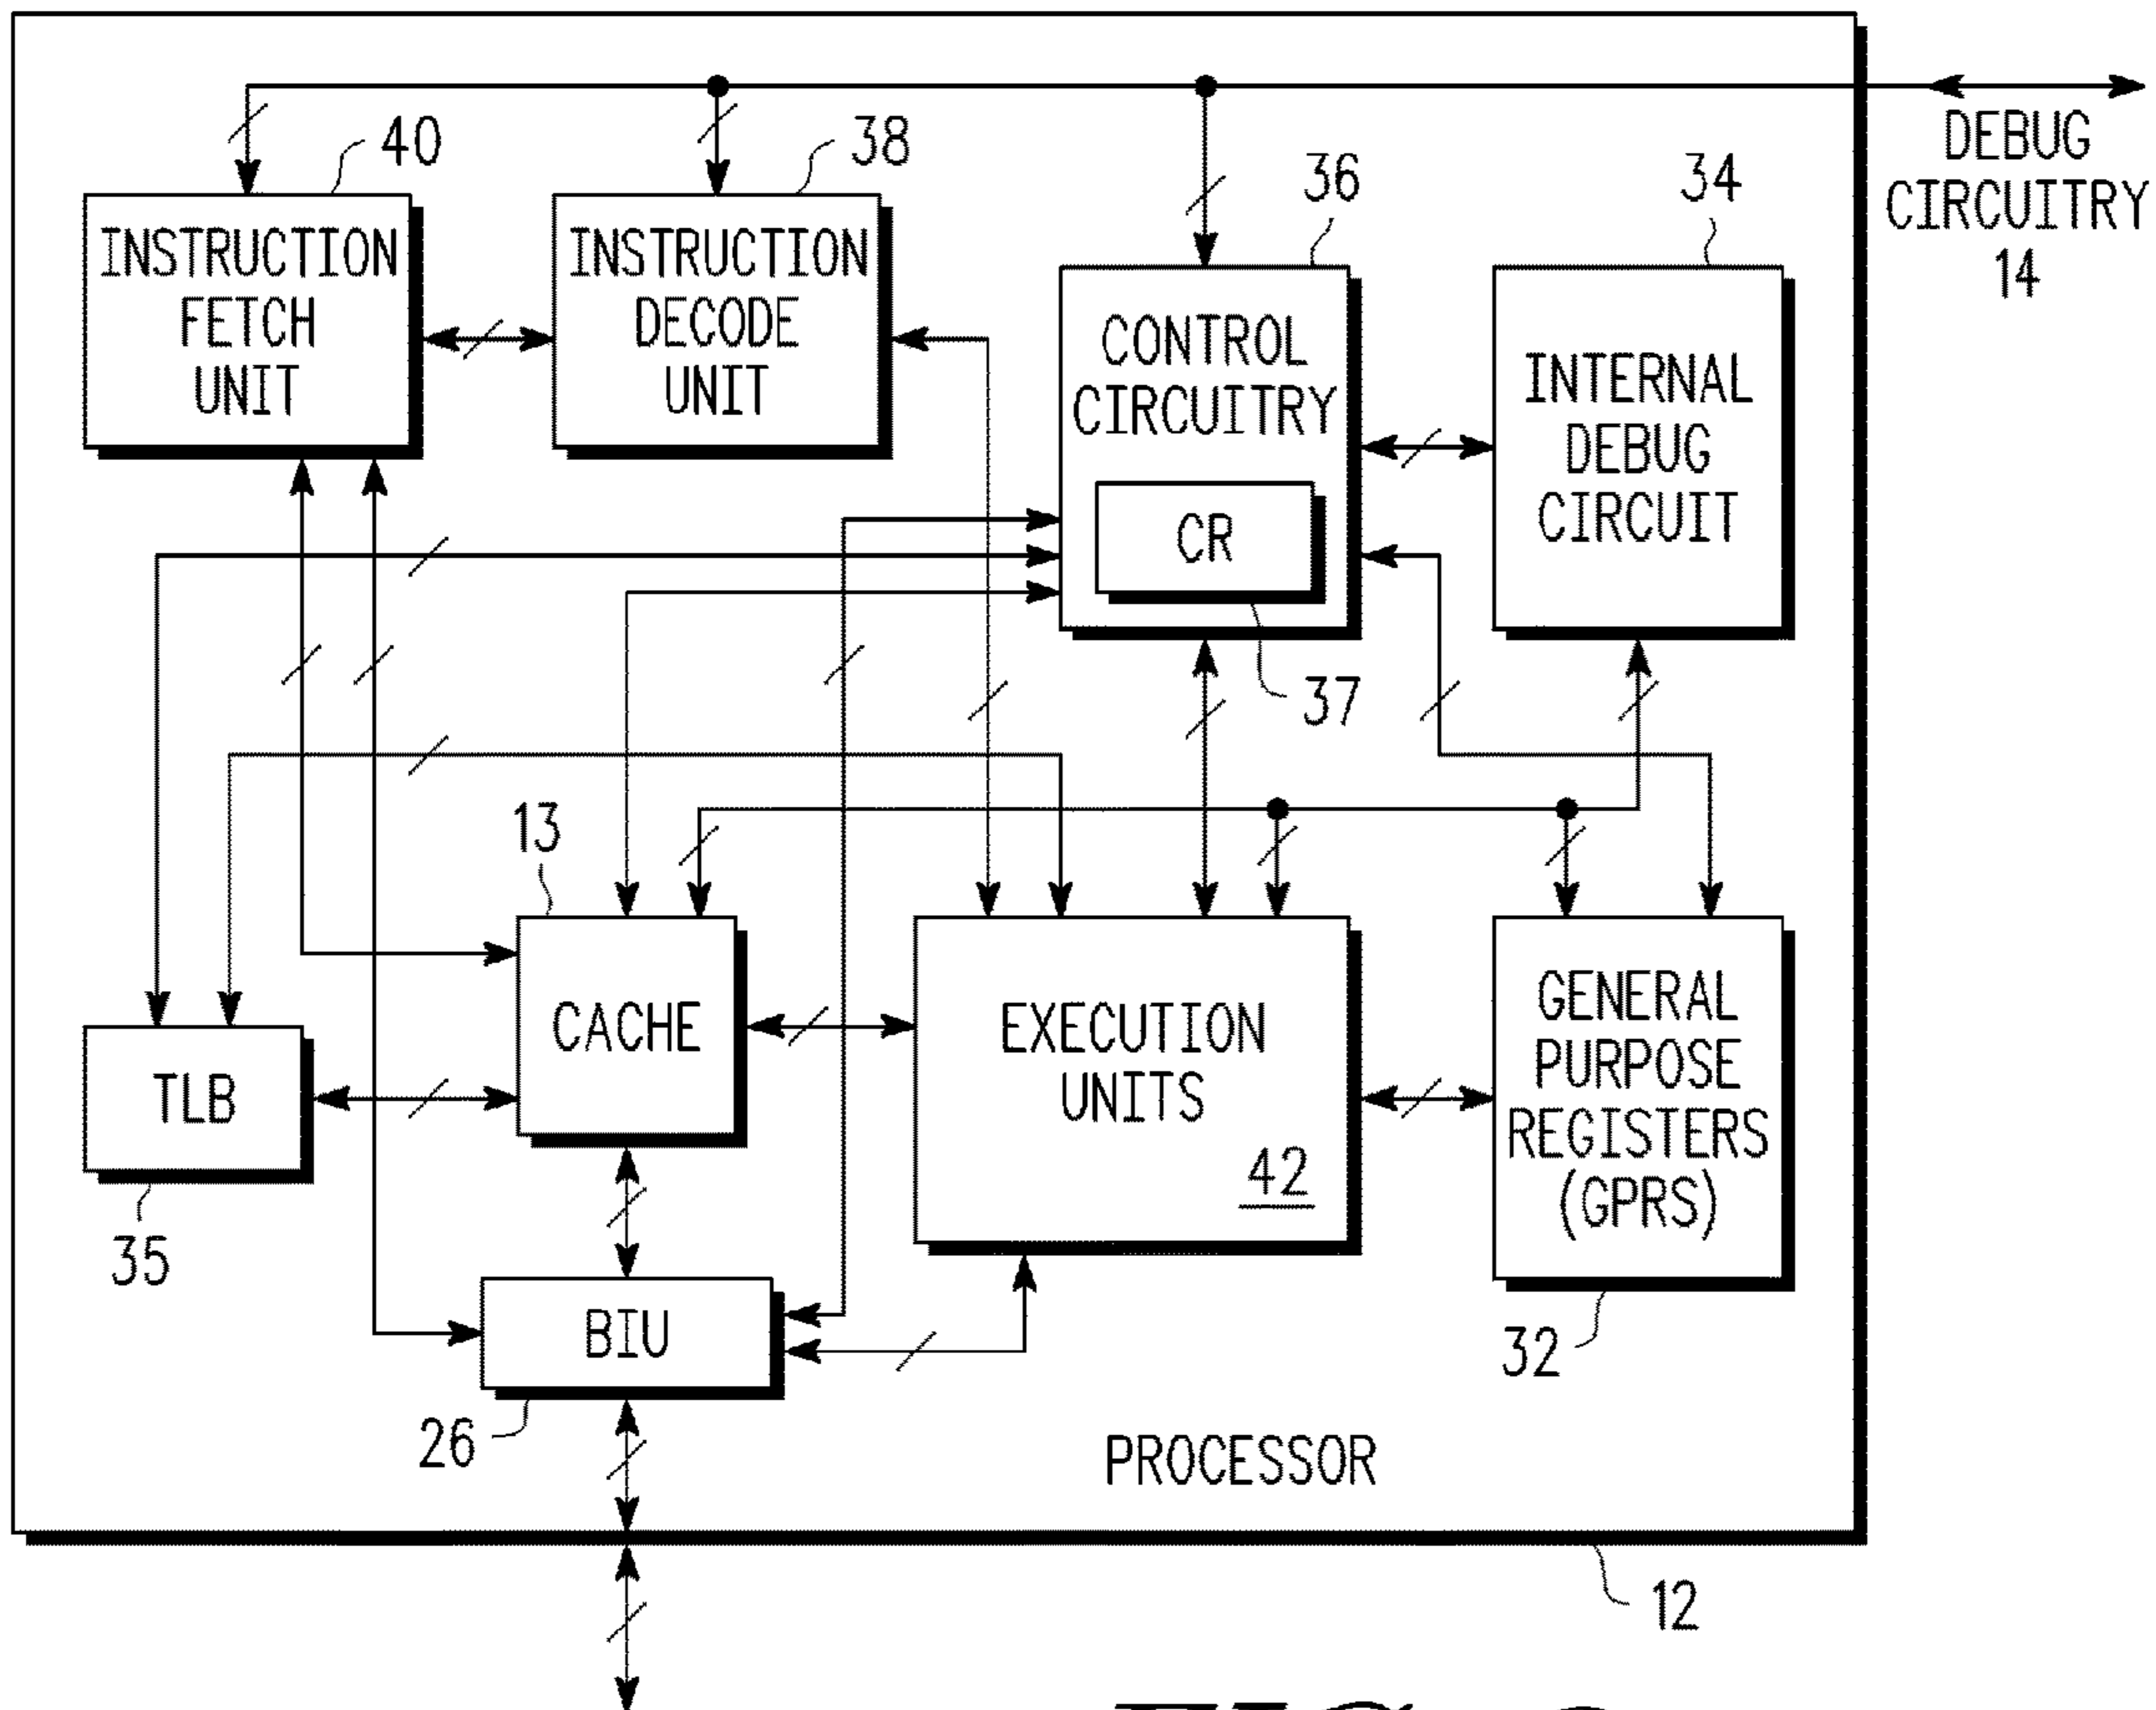 40
38
36
34
DEBUG
CIRCUITRY
14
INSTRUCTION
FETCH
UNIT
INSTRUCTION
DECODE
UNIT
CONTROL
CIRCUITRY
CR
INTERNAL
DEBUG
CIRCUIT
37
13
CACHE
EXECUTION
UNITS
42
GENERAL
PURPOSE
REGISTERS
(GPRS)
TLB
35
BIU
26
32
PROCESSOR
12